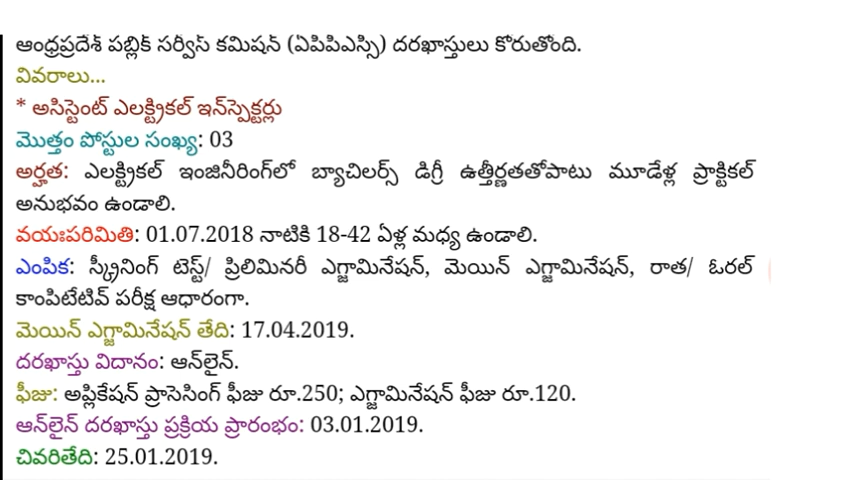 ఆంధ్రప్రదేశ్ పబ్లిక్ సర్వీస్ కమిషన్ (ఏపిపిఎస్సి) దరఖాస్తులు కోరుతోంది.
వివరాలు...
* అసిస్టెంట్ ఎలక్ట్రికల్ ఇన్‌స్పెక్టర్లు
మొత్తం పోస్టుల సంఖ్య: 03
అర్హత: ఎలక్ట్రికల్ ఇంజినీరింగ్‌లో బ్యాచిలర్స్ డిగ్రీ ఉత్తీర్ణతతోపాటు మూడేళ్ల ప్రాక్టికల్
అనుభవం ఉండాలి.
వయఃపరిమితి: 01.07.2018 నాటికి 18-42 ఏళ్ల మధ్య ఉండాలి.
ఎంపిక: స్క్రీనింగ్ టెస్ట్/ ప్రిలిమినరీ ఎగ్జామినేషన్, మెయిన్ ఎగ్జామినేషన్, రాత/ ఓరల్
కాంపిటేటివ్ పరీక్ష ఆధారంగా.
మెయిన్ ఎగ్జామినేషన్ తేది: 17.04.2019.
దరఖాస్తు విదానం: ఆన్‌లైన్.
ఫీజు: అప్లికేషన్ ప్రాసెసింగ్ ఫీజు రూ.250; ఎగ్జామినేషన్ ఫీజు రూ.120.
ఆన్‌లైన్ దరఖాస్తు ప్రక్రియ ప్రారంభం: 03.01.2019.
చివరితేది: 25.01.2019.